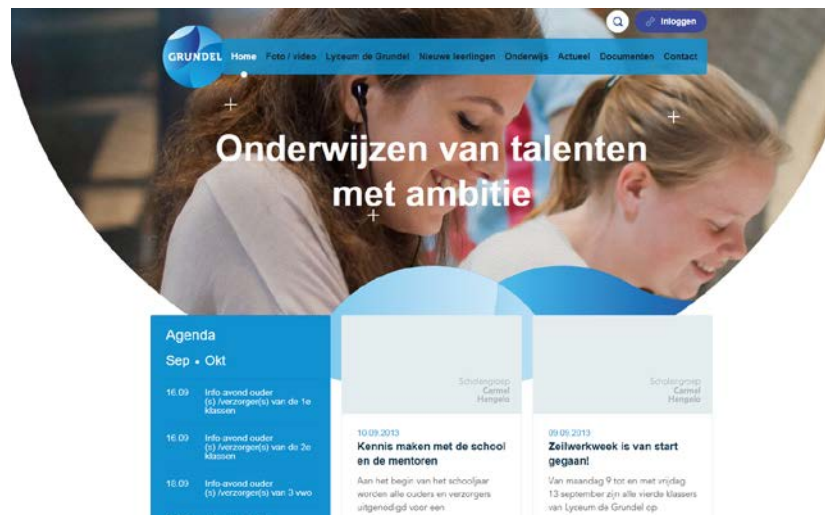 Inloggen
GRUNDEL
Home Foto / video Lyceum de Grundel Nieuwe leerlingen Onderwijs Actueel Documenten Contact
Onderwijzen van talenten
met ambitie
Agenda
Sep • Okt
16.09 Info-avond ouder
(s) /verzorger(s) van de 1e
klassen
16.09 Info-avond ouder
(s) /verzorger(s) van de 2e
klassen
18.09 Info-avond ouder
(s) /verzorger(s) van 3 vwo
Scholengroep
Carmel
Hengelo
10.09.2013
Kennis maken met de school
en de mentoren
Aan het begin van het schooljaar
worden alle ouders en verzorgers
uitgenodigd voor een
Scholengroep
Carmel
Hengelo
09.09.2013
Zeilwerkweek is van start
gegaan!
Van maandag 9 tot en met vrijdag
13 september zijn alle vierde klassers
van Lyceum de Grundel op